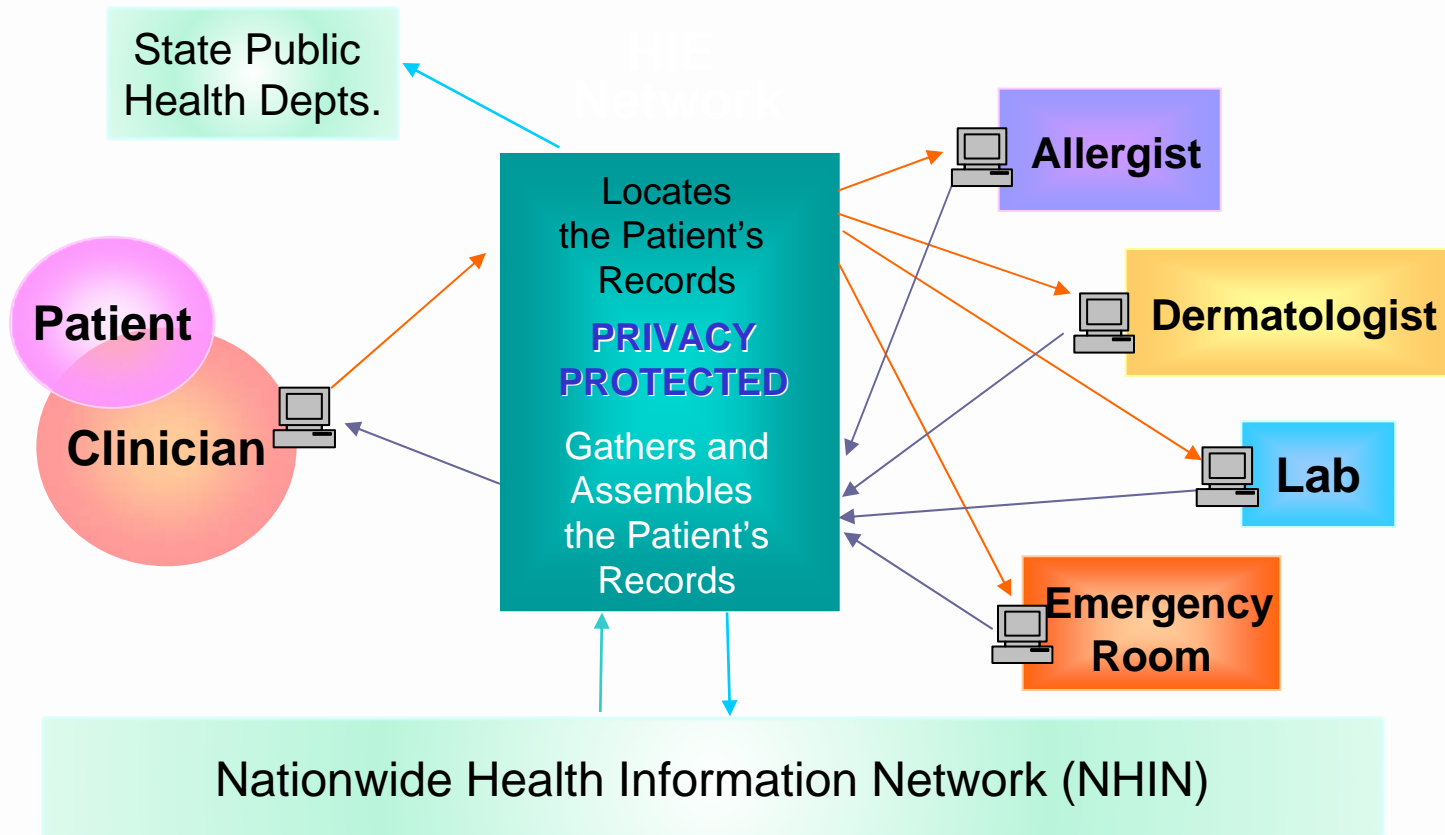 State Public
Health Depts.
HIE
Network
Locates
the Patient’s
Records
PRIVACY
PROTECTED
Gathers and
Assembles
the Patient’s
Records
Patient
Clinician
Allergist
Dermatologist
Lab
Emergency
Room
Nationwide Health Information Network (NHIN)